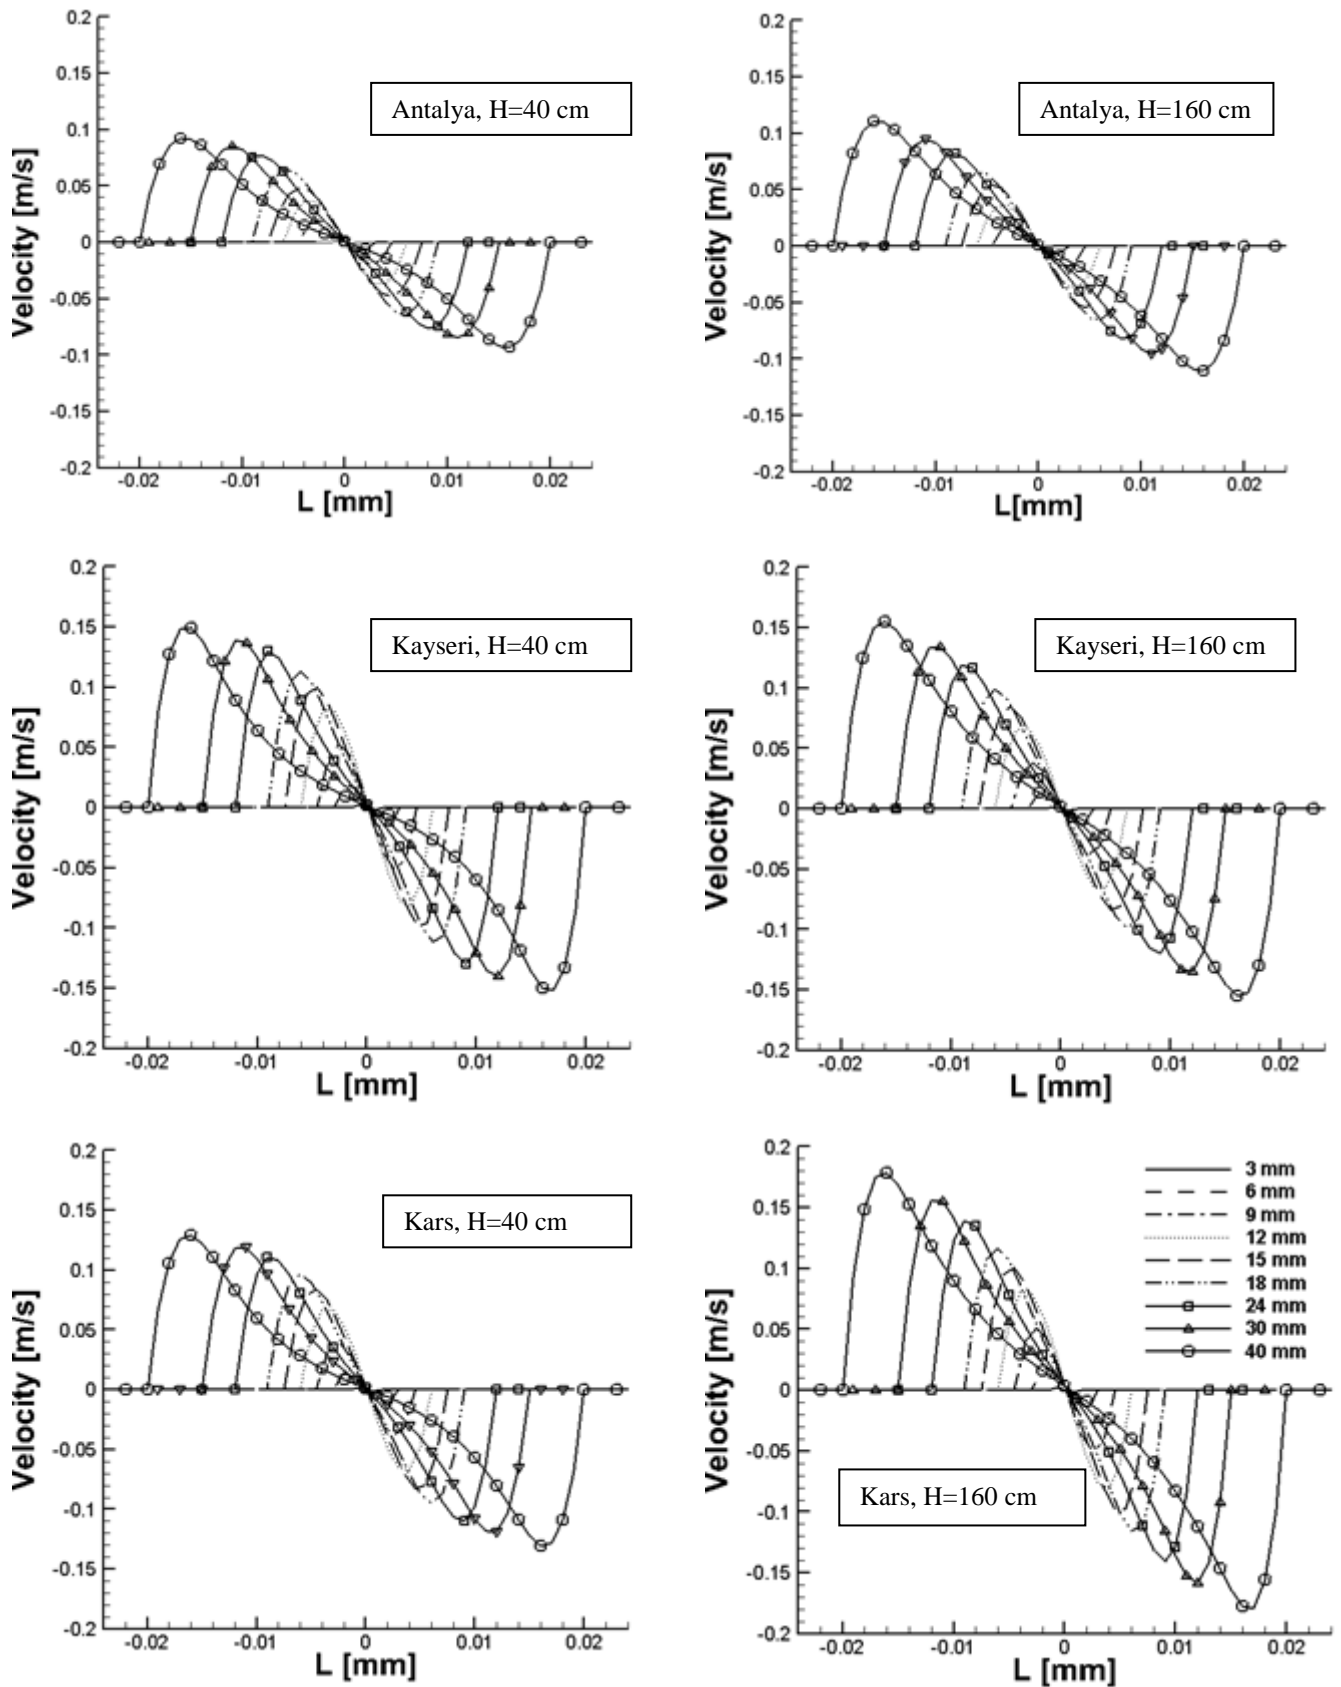 0.2
0.15
0.1
0.05
0
-0.05
-0.1
-0.15
-0.2
Velocity [m/s]
Antalya, H=40 cm
-0.02 -0.01 0 0.01 0.02
L [mm]
0.2
0.15
0.1
0.05
0
-0.05
-0.1
-0.15
-0.2
Velocity [m/s]
Antalya, H=160 cm
-0.02 -0.01 0 0.01 0.02
L[mm]
0.2
0.15
0.1
0.05
0
-0.05
-0.1
-0.15
-0.2
Velocity [m/s]
Kayseri, H=40 cm
-0.02 -0.01 0 0.01 0.02
L [mm]
0.2
0.15
0.1
0.05
0
-0.05
-0.1
-0.15
-0.2
Velocity [m/s]
Kayseri, H=160 cm
-0.02 -0.01 0 0.01 0.02
L [mm]
0.2
0.15
0.1
0.05
0
-0.05
-0.1
-0.15
-0.2
Velocity [m/s]
Kars, H=40 cm
-0.02 -0.01 0 0.01 0.02
L [mm]
0.2
0.15
0.1
0.05
0
-0.05
-0.1
-0.15
-0.2
Velocity [m/s]
3 mm
6 mm
9 mm
12 mm
15 mm
18 mm
24 mm
30 mm
40 mm
Kars, H=160 cm
-0.02 -0.01 0 0.01 0.02
L [mm]